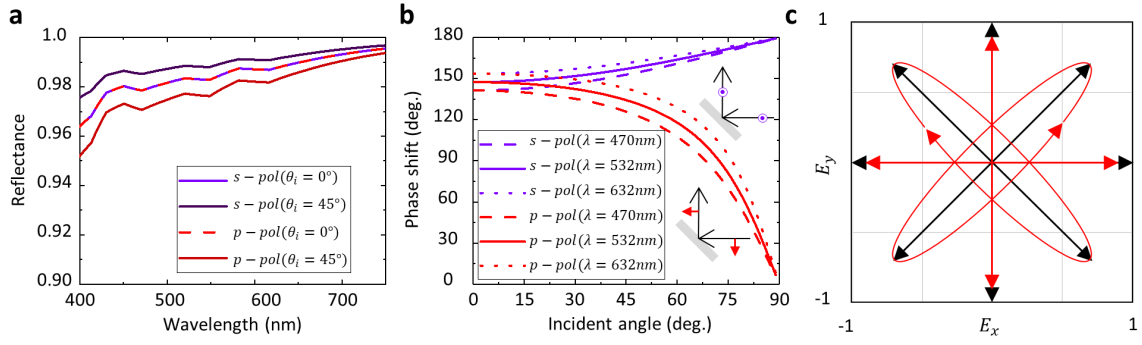 a
Reflectance
1.0
0.98
0.96
0.94
0.92
0.90
400
500
600
700
Wavelength (nm)
s − pol(θi = 0°)
s − pol(θi = 45°)
p − pol(θi = 0°)
p − pol(θi = 45°)
b
Phase shift (deg.)
180
150
120
90
60
30
0
0
15
30
45
60
75
90
Incident angle (deg.)
s − pol(λ = 470nm)
s − pol(λ = 532nm)
s − pol(λ = 632nm)
p − pol(λ = 470nm)
p − pol(λ = 532nm)
p − pol(λ = 632nm)
c
1
Ey
-1
-1
Ex
1